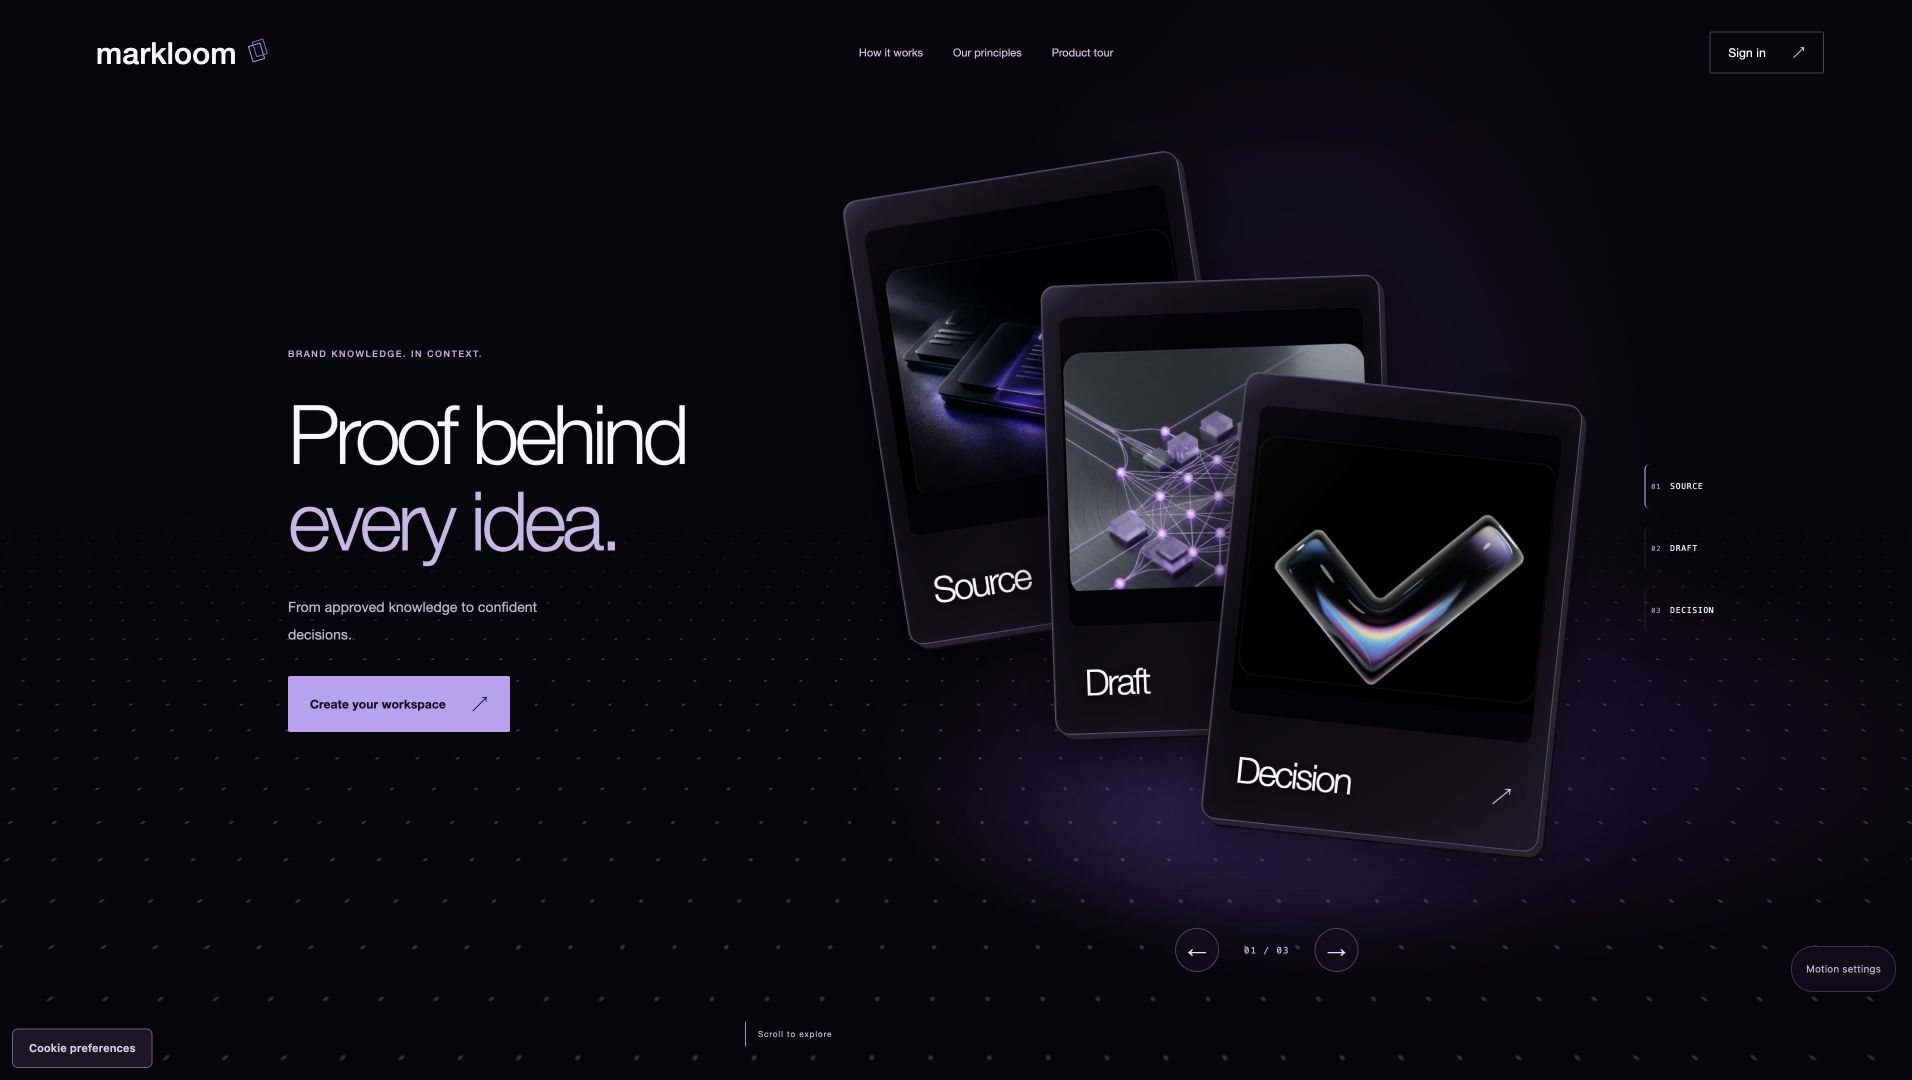 markloom
How it works
Our principles
Product tour
Sign in
BRAND KNOWLEDGE. IN CONTEXT.
Proof behind
every idea.
From approved knowledge to confident
decisions.
Create your workspace
Source
Draft
Decision
01 SOURCE
02 DRAFT
03 DECISION
01 / 03
Motion settings
Scroll to explore
Cookie preferences